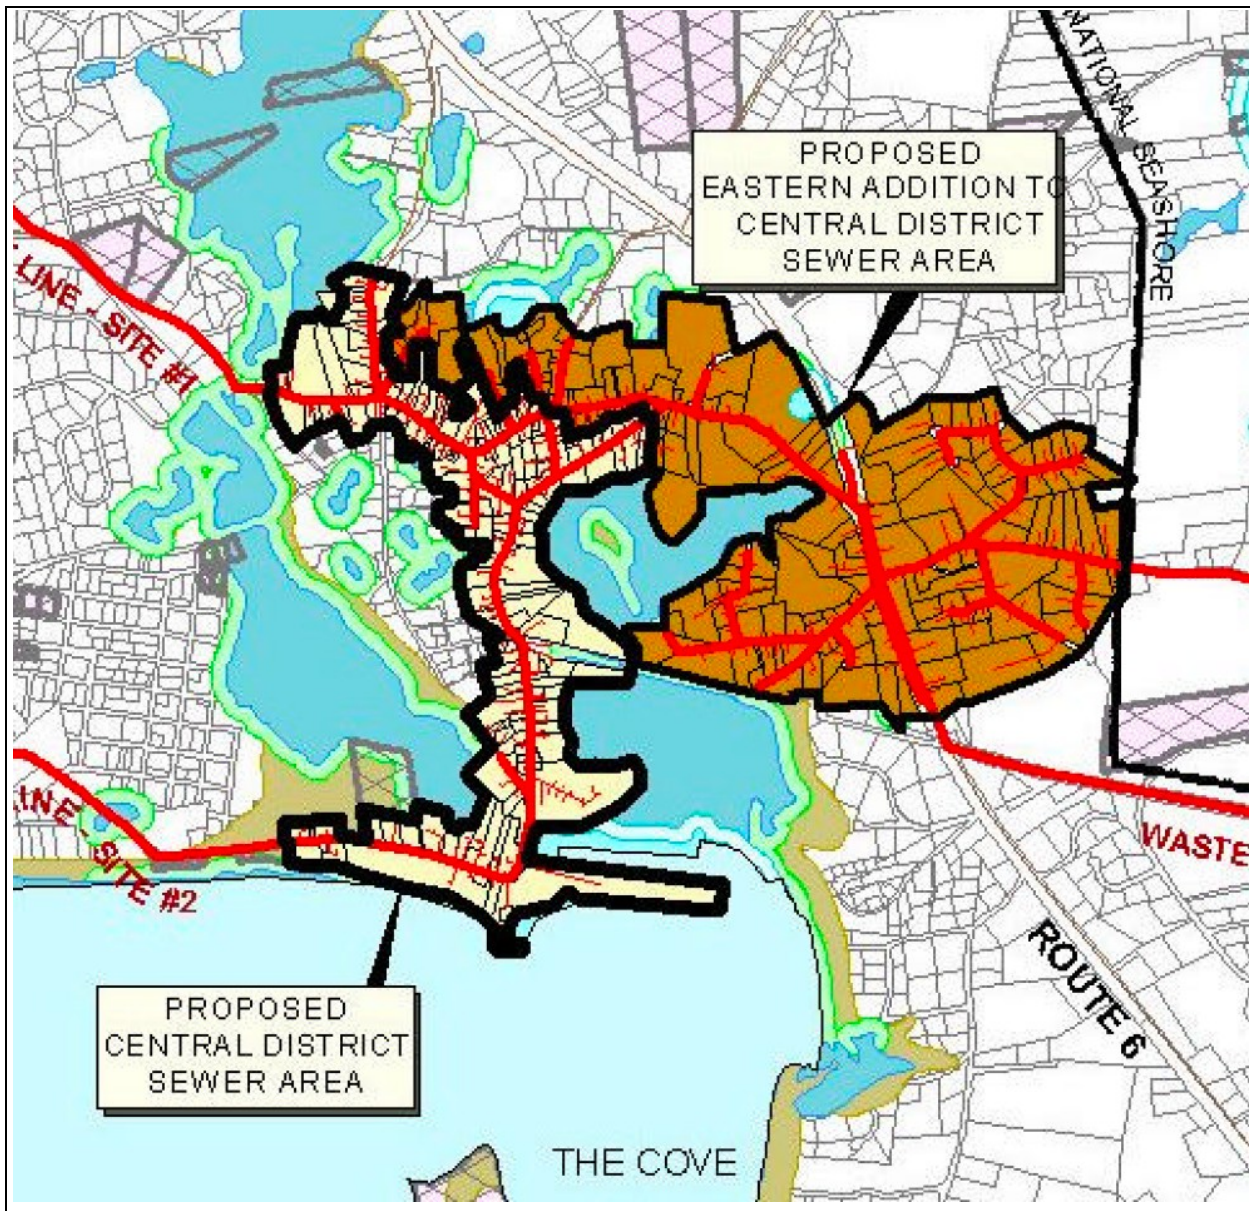 NATIONAL SEASHORE
PROPOSED
EASTERN ADDITION TO
CENTRAL DISTRICT
SEWER AREA
LINE - SITE #1
LINE - SITE #2
WASTE
ROUTE 6
PROPOSED
CENTRAL DISTRICT
SEWER AREA
THE COVE